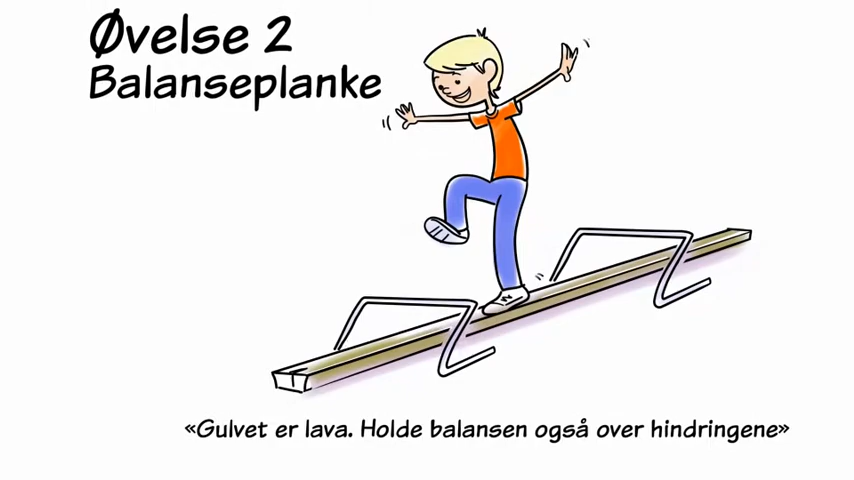 Øvelse 2
Balanseplanke
«Gulvet er lava. Holde balansen også over hindringene»